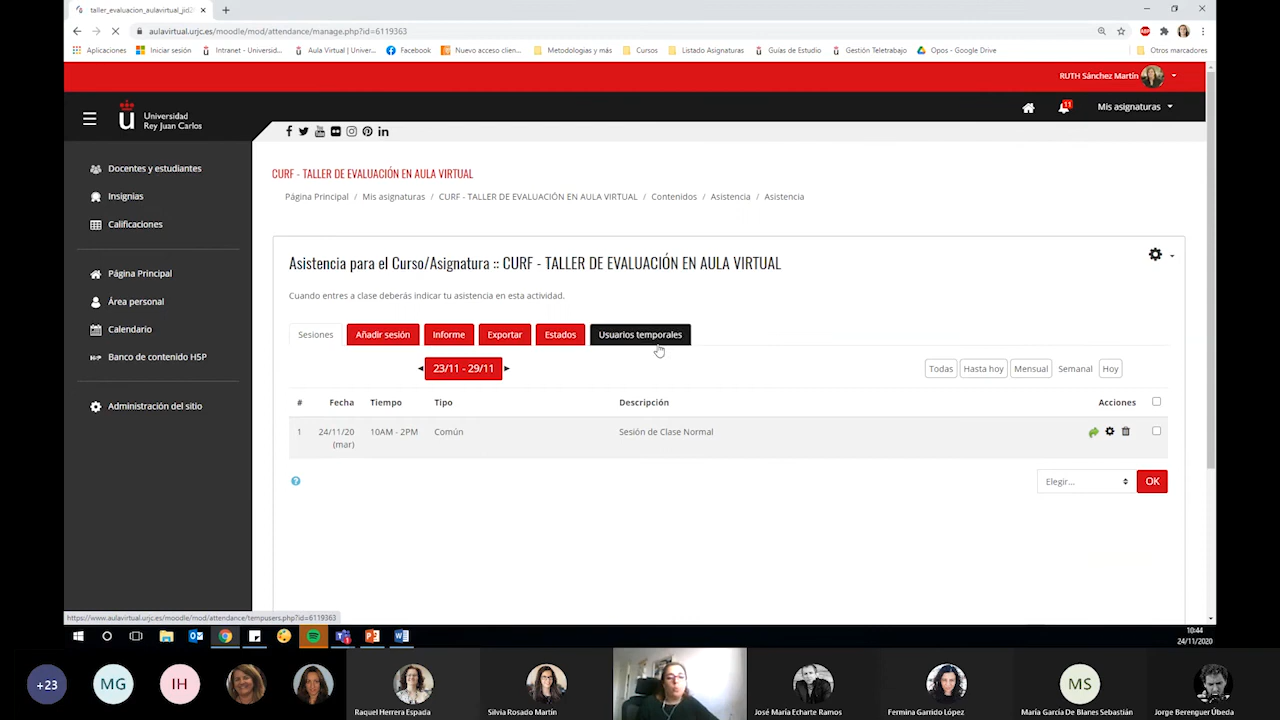 taller_evaluacion_aulavirtual_jid2
aulavirtual.urjc.es/moodle/mod/attendance/manage.php?id=6119363
ABP
Aplicaciones
Iniciar sesión
Intranet - Universid...
Aula Virtual | Univer...
Facebook
Nuevo acceso clien...
Metodologías y más
Cursos
Listado Asignaturas
Guías de Estudio
Gestión Teletrabajo
Opos - Google Drive
Otros marcadores
RUTH Sánchez Martín
Universidad
Rey Juan Carlos
11
Mis asignaturas
Docentes y estudiantes
Insignias
Calificaciones
Página Principal
Área personal
Calendario
H5P Banco de contenido H5P
Administración del sitio
CURF - TALLER DE EVALUACIÓN EN AULA VIRTUAL
Página Principal / Mis asignaturas / CURF - TALLER DE EVALUACIÓN EN AULA VIRTUAL / Contenidos / Asistencia / Asistencia
Asistencia para el Curso/Asignatura :: CURF - TALLER DE EVALUACIÓN EN AULA VIRTUAL
Cuando entres a clase deberás indicar tu asistencia en esta actividad.
Sesiones Añadir sesión Informe Exportar Estados Usuarios temporales
23/11 - 29/11 Todas Hasta hoy Mensual Semanal Hoy
# Fecha Tiempo Tipo Descripción Acciones
1 24/11/20 10AM - 2PM Común Sesión de Clase Normal
(mar)
? Elegir... OK
https://www.aulavirtual.urjc.es/moodle/mod/attendance/tempusers.php?id=6119363
10:44
24/11/2020
+23 MG IH MS
Raquel Herrera Espada
Silvia Rosado Martín
José María Echarte Ramos
Fermina Garrido López
María García De Blanes Sebastián
Jorge Berenguer Úbeda